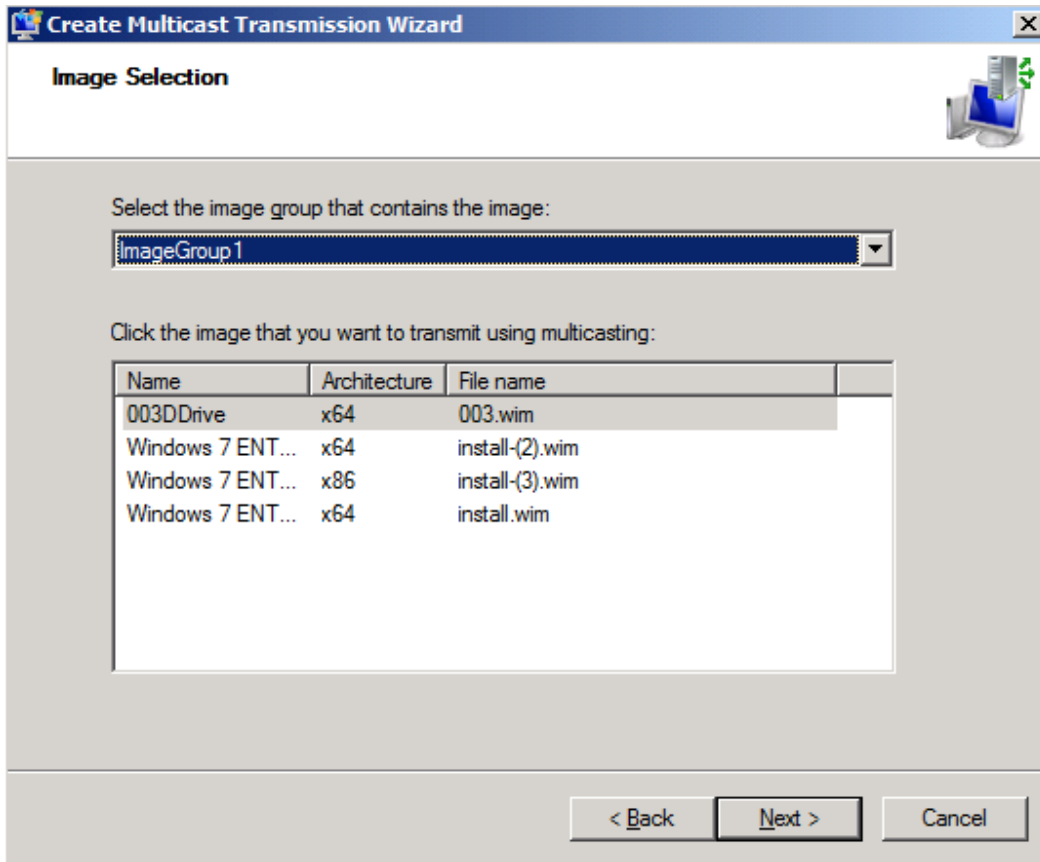 Create Multicast Transmission Wizard
Image Selection
Select the image group that contains the image:
ImageGroup1
Click the image that you want to transmit using multicasting:
Name Architecture File name
003DDrive x64 003.wim
Windows 7 ENT... x64 install-(2).wim
Windows 7 ENT... x86 install-(3).wim
Windows 7 ENT... x64 install.wim
< Back Next > Cancel